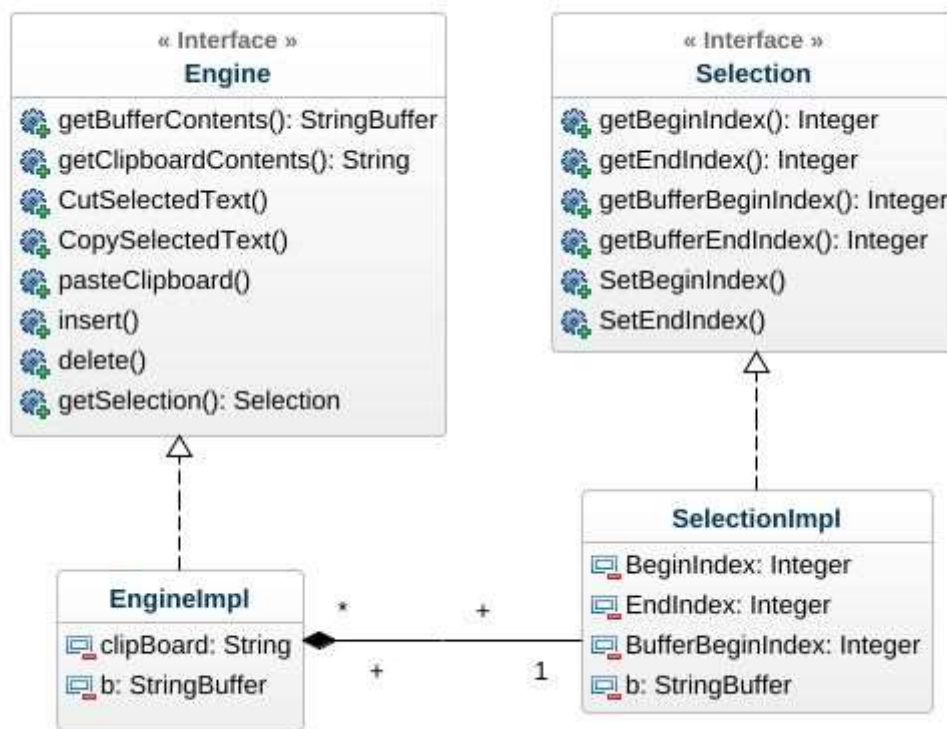 « Interface »
Engine
getBufferContents(): StringBuffer
getClipboardContents(): String
CutSelectedText()
CopySelectedText()
pasteClipboard()
insert()
delete()
getSelection(): Selection
« Interface »
Selection
getBeginIndex(): Integer
getEndIndex(): Integer
getBufferBeginIndex(): Integer
getBufferEndIndex(): Integer
SetBeginIndex()
SetEndIndex()
EngineImpl
clipBoard: String
b: StringBuffer
* +
+ 1
SelectionImpl
BeginIndex: Integer
EndIndex: Integer
BufferBeginIndex: Integer
b: StringBuffer